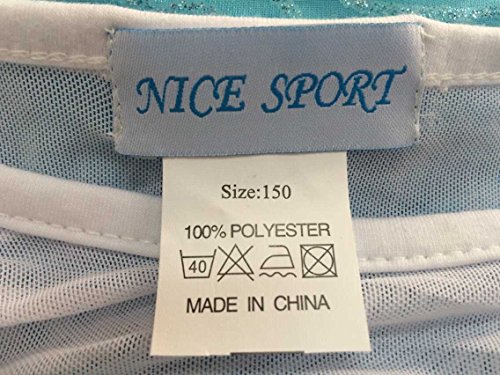 NICE SPORT
Size:150
100% POLYESTER
40
MADE IN CHINA